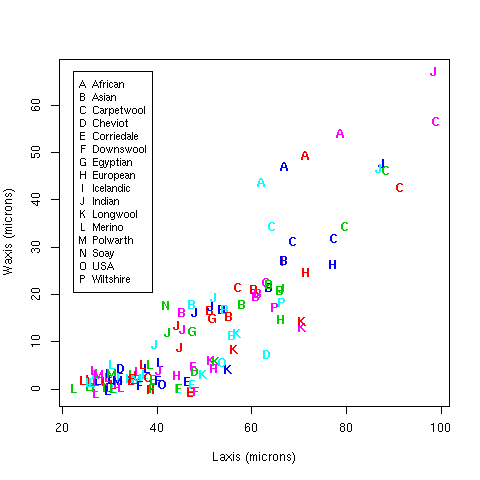 60
50
40
30
20
10
0
Waxis (microns)
A African
B Asian
C Carpetwool
D Cheviot
E Corriedale
F Downswool
G Egyptian
H European
I Icelandic
J Indian
K Longwool
L Merino
M Polwarth
N Soay
O USA
P Wiltshire
20 40 60 80 100
Laxis (microns)